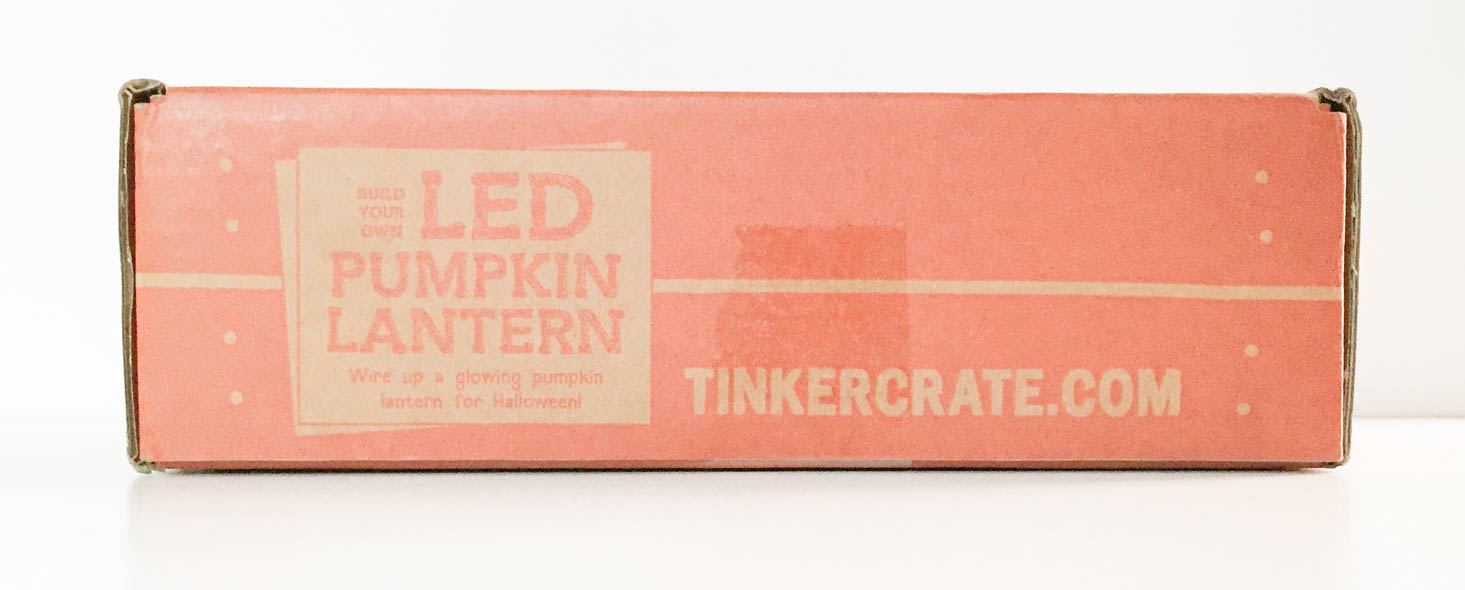 BUILD
YOUR
OWN
LED
PUMPKIN
LANTERN
Wire up a glowing pumpkin
lantern for Halloween!
TINKERCRATE.COM